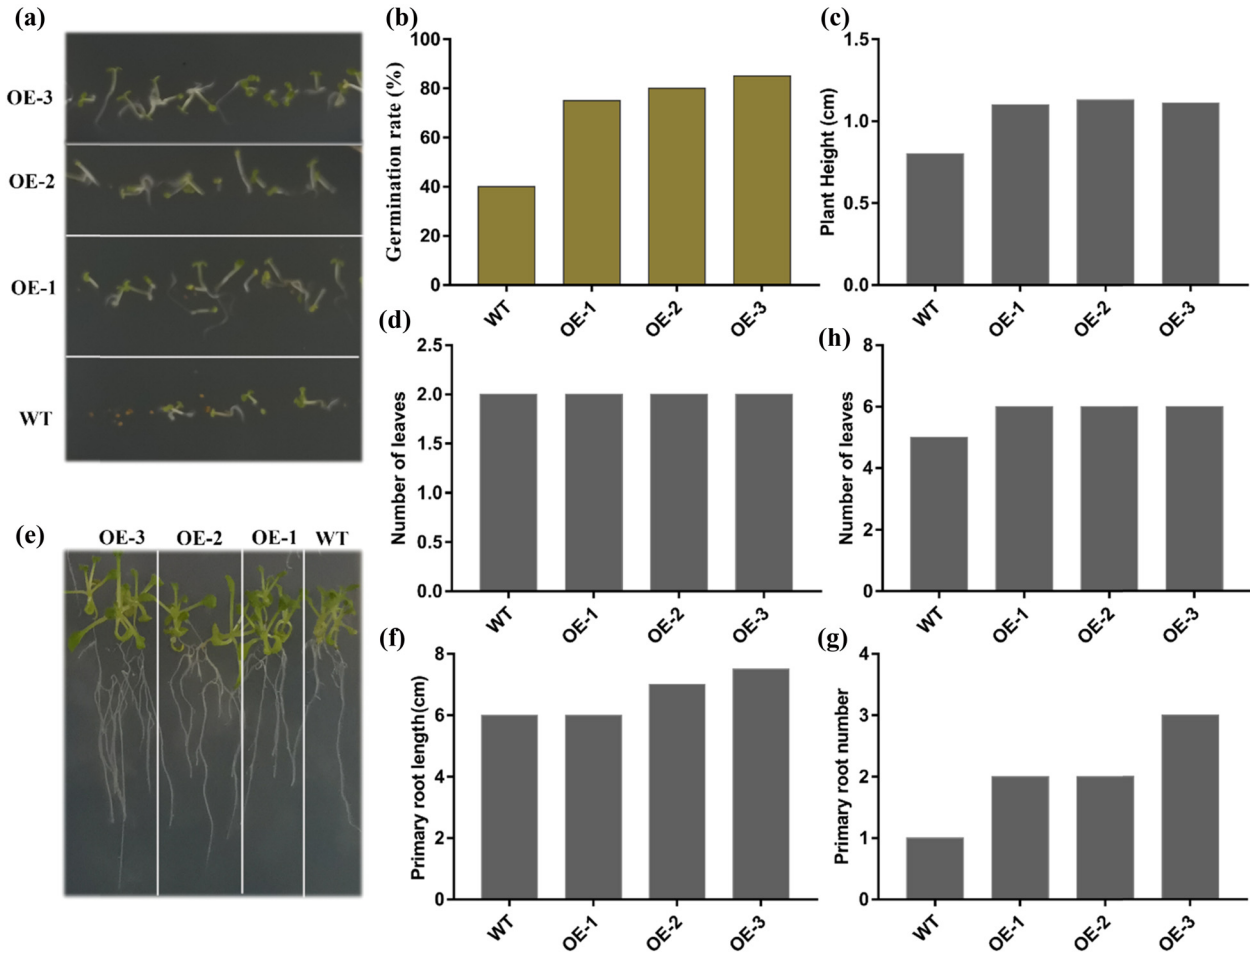 (a)
OE-3
OE-2
OE-1
WT
(b)
Germination rate (%)
100
80
60
40
20
0
WT
OE-1
OE-2
OE-3
(c)
Plant Height (cm)
1.5
1.0
0.5
0.0
WT
OE-1
OE-2
OE-3
(d)
Number of leaves
2.5
2.0
1.5
1.0
0.5
0.0
WT
OE-1
OE-2
OE-3
(h)
Number of leaves
8
6
4
2
0
WT
OE-1
OE-2
OE-3
(e)
OE-3 OE-2 OE-1 WT
(f)
Primary root length(cm)
8
6
4
2
0
WT
OE-1
OE-2
OE-3
(g)
Primary root number
4
3
2
1
0
WT
OE-1
OE-2
OE-3